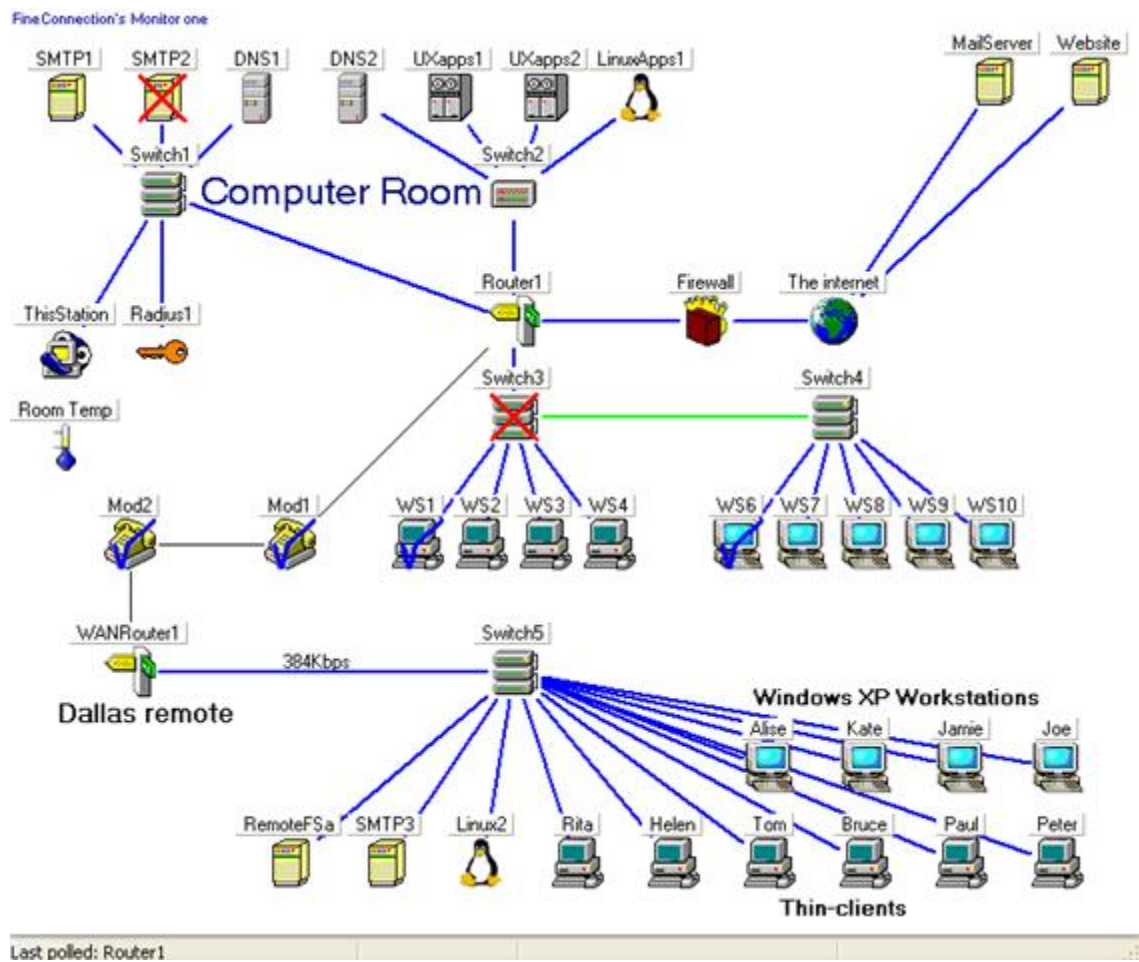 FineConnection's Monitor one
SMTP1 SMTP2 DNS1 DNS2 UXapps1 UXapps2 LinuxApps1 MailServer Website
Switch1 Switch2
Computer Room
Router1 Firewall The internet
ThisStation Radius1
Switch3 Switch4
Room Temp
Mod2 Mod1 WS1 WS2 WS3 WS4 WS6 WS7 WS8 WS9 WS10
WANRouter1 Switch5
384Kbps
Dallas remote
Windows XP Workstations
Alise Kate Jamie Joe
RemoteFSa SMTP3 Linux2 Rita Helen Tom Bruce Paul Peter
Thin-clients
Last polled: Router1